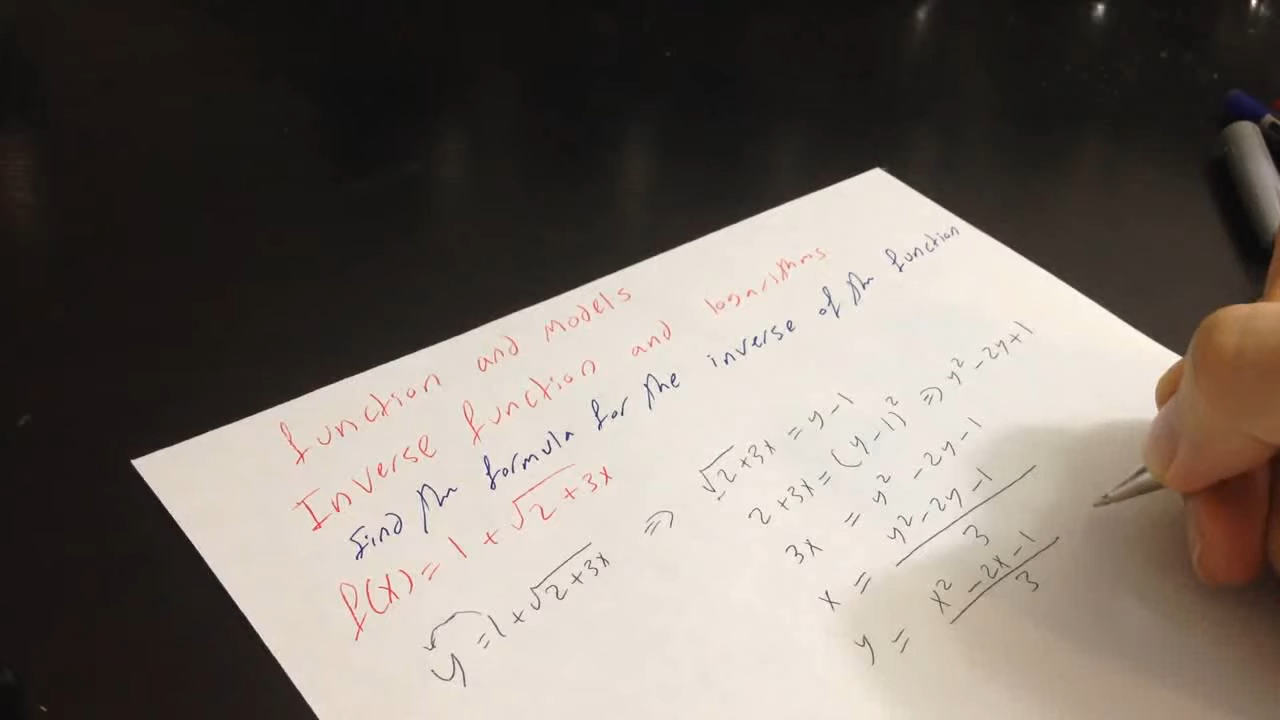 function and models
Inverse function and logarithms
find the formula for the inverse of the function
f(x) = 1 + √2+3x
y = 1 + √2+3x ⇒ √2+3x = y-1
2+3x = (y-1)² ⇒ y²-2y+1
3x = y²-2y-1
x = y²-2y-1 / 3
y = x²-2x-1 / 3